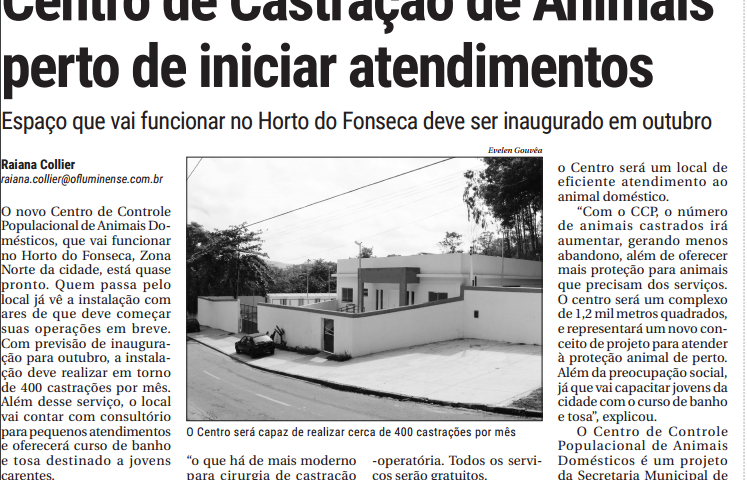 Centro de Castração de Animais
perto de iniciar atendimentos
Espaço que vai funcionar no Horto do Fonseca deve ser inaugurado em outubro
Raiana Collier
raiana.collier@ofluminense.com.br
O novo Centro de Controle
Populacional de Animais Do-
mésticos, que vai funcionar
no Horto do Fonseca, Zona
Norte da cidade, está quase
pronto. Quem passa pelo
local já vê a instalação com
ares de que deve começar
suas operações em breve.
Com previsão de inaugura-
ção para outubro, a instala-
ção deve realizar em torno
de 400 castrações por mês.
Além desse serviço, o local
vai contar com consultório
para pequenos atendimentos
e oferecerá curso de banho
e tosa destinado a jovens
carentes.
Evelen Gouvêa
O Centro será capaz de realizar cerca de 400 castrações por mês
“o que há de mais moderno
para cirurgia de castração
-operatória. Todos os servi-
ços serão gratuitos.
o Centro será um local de
eficiente atendimento ao
animal doméstico.
“Com o CCP, o número
de animais castrados irá
aumentar, gerando menos
abandono, além de oferecer
mais proteção para animais
que precisam dos serviços.
O centro será um complexo
de 1,2 mil metros quadrados,
e representará um novo con-
ceito de projeto para atender
à proteção animal de perto.
Além da preocupação social,
já que vai capacitar jovens da
cidade com o curso de banho
e tosa”, explicou.
O Centro de Controle
Populacional de Animais
Domésticos é um projeto
da Secretaria Municipal de